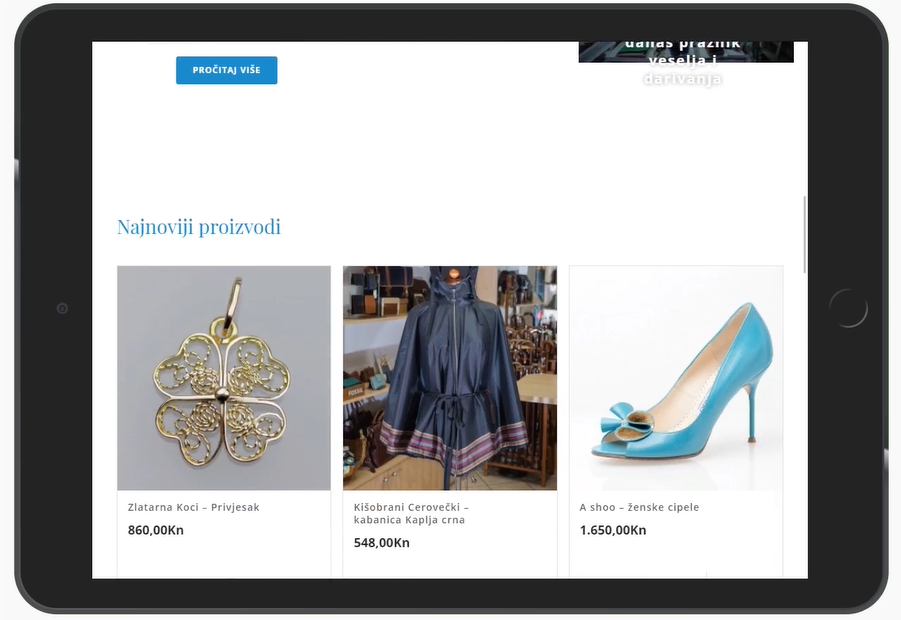 PROČITAJ VIŠE
danas praznik
veselja i
darivanja
Najnoviji proizvodi
Zlatarna Koci – Privjesak
860,00Kn
Kišobrani Cerovečki –
kabanica Kaplja crna
548,00Kn
A shoo – ženske cipele
1.650,00Kn